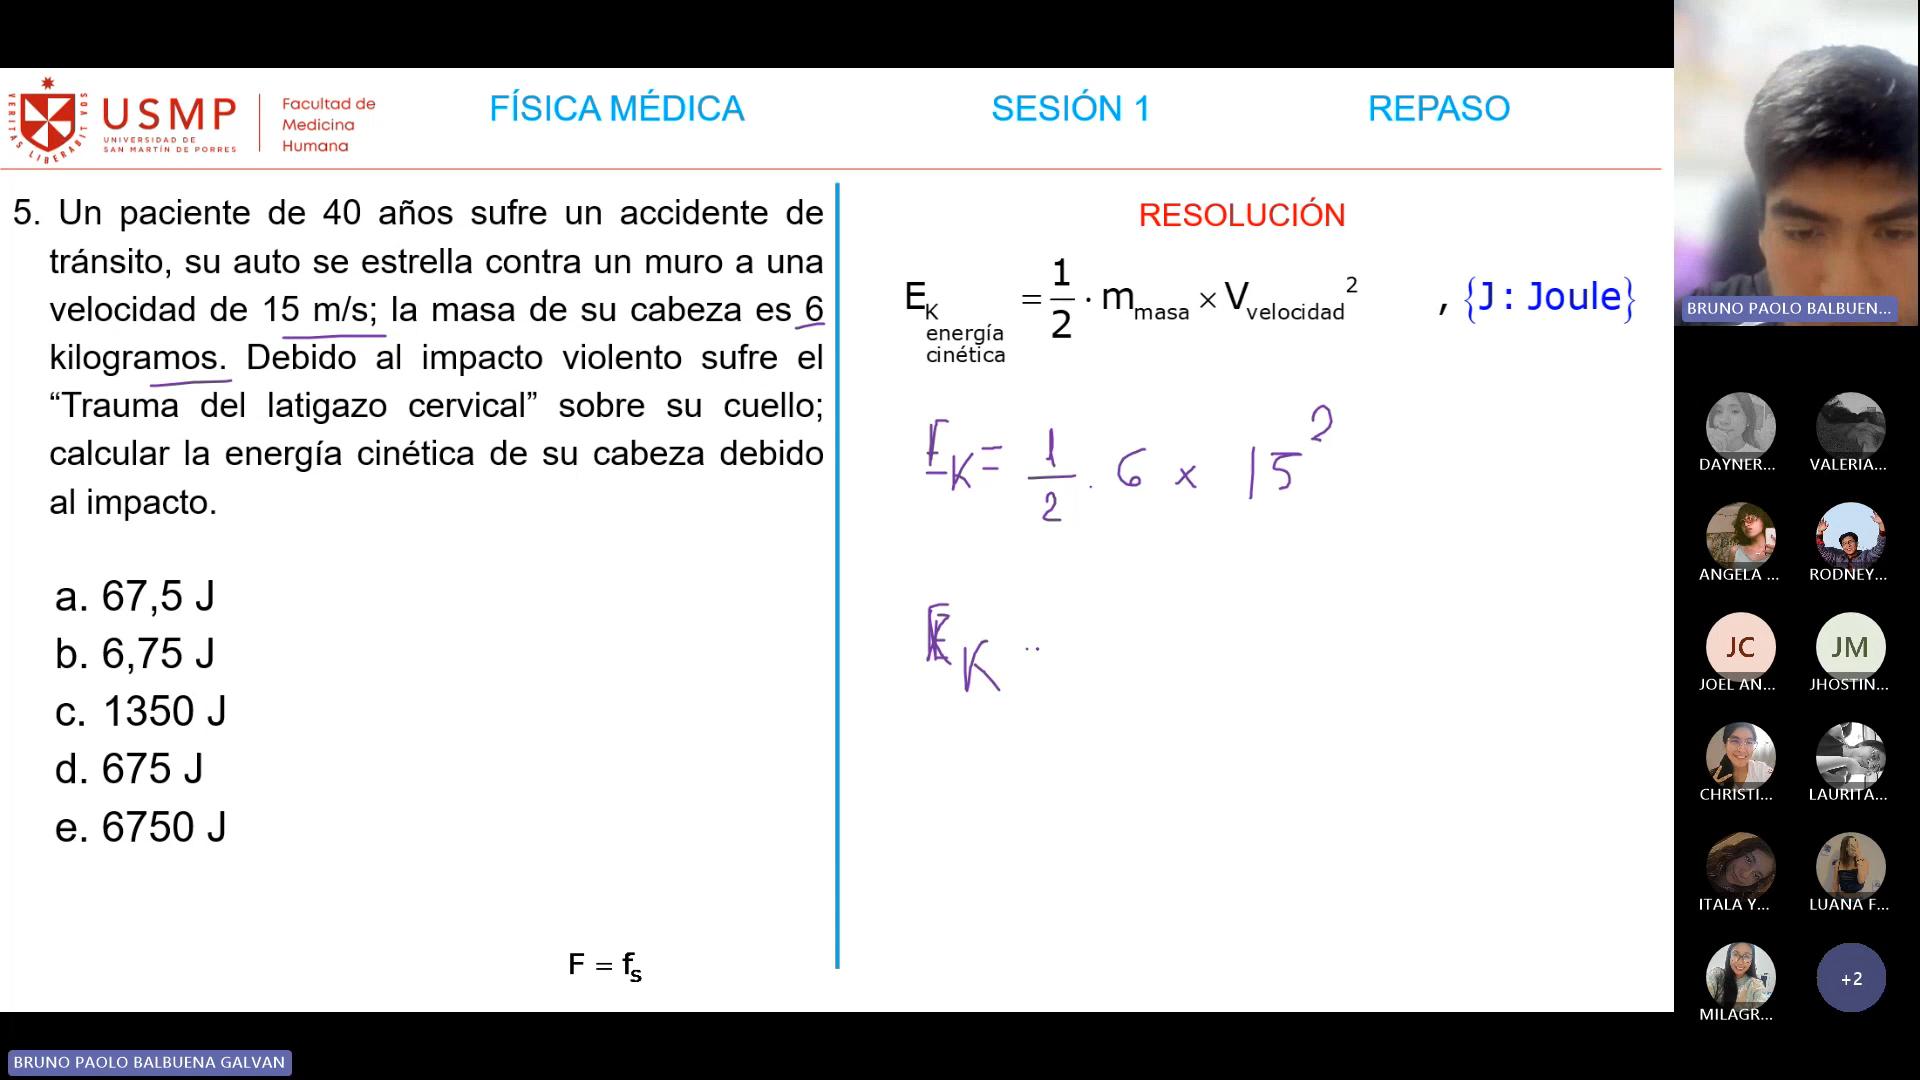 VERITAS LIBERABIT VOS
USMP
UNIVERSIDAD DE
SAN MARTÍN DE PORRES
Facultad de
Medicina
Humana
FÍSICA MÉDICA
SESIÓN 1
REPASO
5. Un paciente de 40 años sufre un accidente de
tránsito, su auto se estrella contra un muro a una
velocidad de 15 m/s; la masa de su cabeza es 6
kilogramos. Debido al impacto violento sufre el
“Trauma del latigazo cervical” sobre su cuello;
calcular la energía cinética de su cabeza debido
al impacto.
a. 67,5 J
b. 6,75 J
c. 1350 J
d. 675 J
e. 6750 J
F = fs
RESOLUCIÓN
EK energía cinética = 1/2 · mmasa × Vvelocidad² , {J : Joule}
EK = 1/2 . 6 x 15²
EK
BRUNO PAOLO BALBUEN...
DAYNER...
VALERIA...
ANGELA ...
RODNEY...
JC
JOEL AN...
JM
JHOSTIN...
CHRISTI...
LAURITA...
ITALA Y...
LUANA F...
MILAGR...
+2
BRUNO PAOLO BALBUENA GALVAN